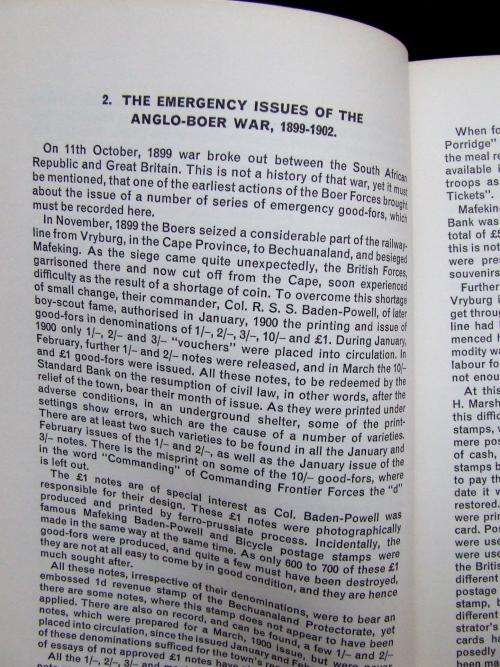 2. THE EMERGENCY ISSUES OF THE
ANGLO-BOER WAR, 1899-1902.
On 11th October, 1899 war broke out between the South African
Republic and Great Britain. This is not a history of that war, yet it must
be mentioned, that one of the earliest actions of the Boer Forces brought
about the issue of a number of series of emergency good-fors, which
must be recorded here.
In November, 1899 the Boers seized a considerable part of the railway-
line from Vryburg, in the Cape Province, to Bechuanaland, and besieged
Mafeking. As the siege came quite unexpectedly, the British Forces,
garrisoned there and now cut off from the Cape, soon experienced
difficulty as the result of a shortage of coin. To overcome this shortage
of small change, their commander, Col. R. S. S. Baden-Powell, of later
boy-scout fame, authorised in January, 1900 the printing and issue of
good-fors in denominations of 1/–, 2/–, 3/–, 10/– and £1. During January,
1900 only 1/–, 2/– and 3/– "vouchers" were placed into circulation. In
February, further 1/– and 2/– notes were released, and in March the 10/–
and £1 good-fors were issued. All these notes, to be redeemed by the
Standard Bank on the resumption of civil law, in other words, after the
relief of the town, bear their month of issue. As they were printed under
adverse conditions, in an underground shelter, some of the print-
settings show errors, which are the cause of a number of varieties.
There are at least two such varieties to be found in all the January and
February issues of the 1/– and 2/–, as well as the January issue of the
3/– notes. There is the misprint on some of the 10/– good-fors, where
in the word "Commanding" of Commanding Frontier Forces the "d"
is left out.
The £1 notes are of special interest as Col. Baden-Powell was
responsible for their design. These £1 notes were photographically
produced and printed by ferro-prussiate process. Incidentally, the
famous Mafeking Baden-Powell and Bicycle postage stamps were
made in the same way at the same time. As only 600 to 700 of these £1
good-fors were produced, and quite a few must have been destroyed,
they are not at all easy to come by in good condition, and they are hence
much sought after.
All these notes, irrespective of their denominations, were to bear an
embossed 1d revenue stamp of the Bechuanaland Protectorate, yet
there are some notes, where this stamp does not appear to have been
applied. There are also on record, and can be found, a few 1/– and 2/–
notes, which were prepared for a March, 1900 issue, but were not
placed into circulation, since the issued January and
of these denominations sufficed for the town's
of essays of not approved £1 notes have
All the 1/–, 2/–, 3/– and
When fo
Porridge"
the meal re
available i
troops as
Tickets".
Mafeking
Bank was
total of £5
this is not
were pre
souvenirs
Further
Vryburg
get through
line had
menced h
modity w
labour fo
not enou
At this
H. Marsh
this diffic
stamps, v
mere pos
of cash,
stamps b
to pay th
date it v
restored.
were prin
card. Po
were use
were use
the Britis
different
postage
stamp, t
different
strator's
cards h
posedly
been